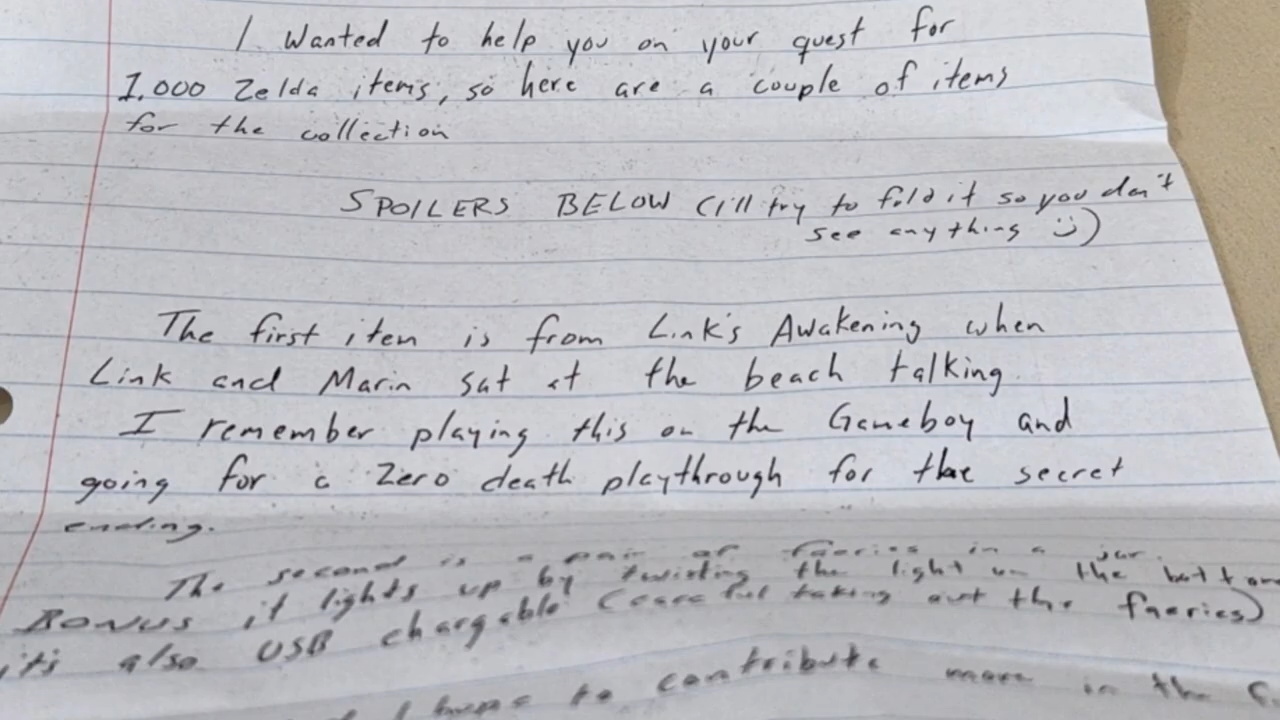 I wanted to help you on your quest for
1,000 Zelda items, so here are a couple of items
for the collection
SPOILERS BELOW (i'll try to fold it so you don't
see anything :))
The first item is from Link's Awakening when
Link and Marin sat at the beach talking.
I remember playing this on the Gameboy and
going for a Zero death playthrough for the secret
ending.
The second is a pair of faeries in a jar.
Bonus it lights up by twisting the light on the bottom
it's also USB chargable (careful taking out the faeries)
I hope to contribute more in the